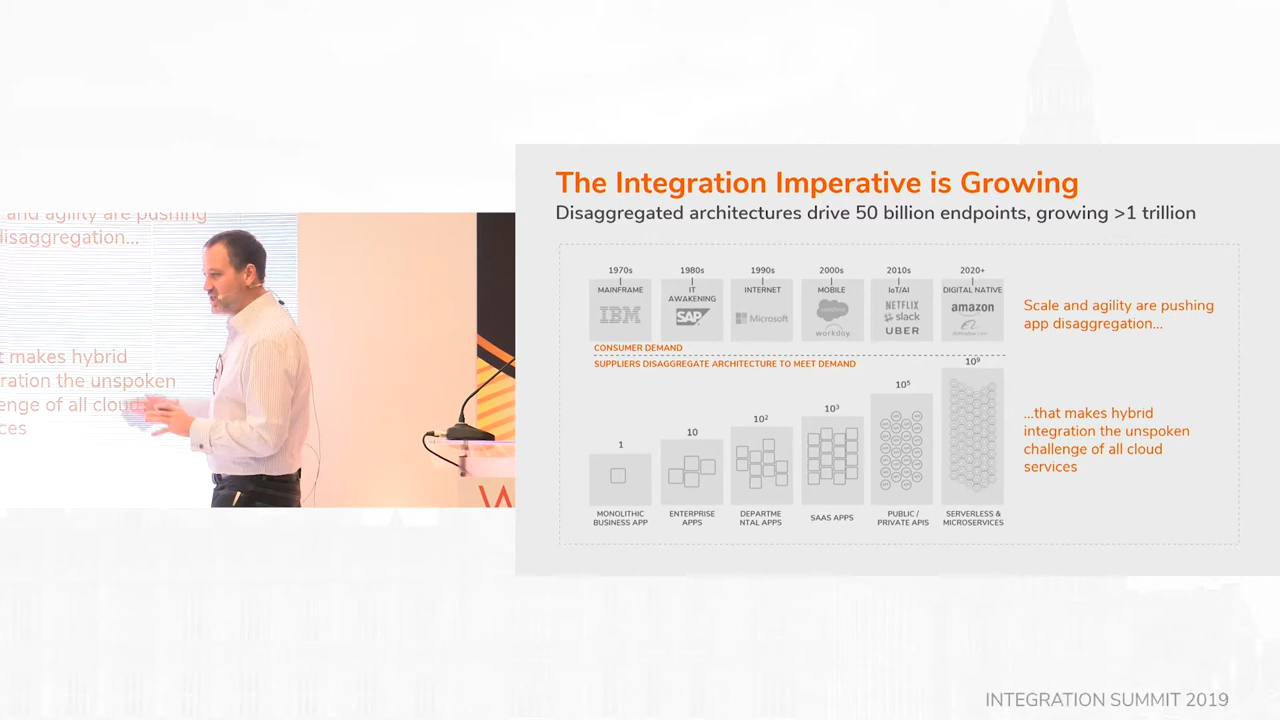 and agility are pushing
disaggregation...
t makes hybrid
ration the unspoken
enge of all cloud
ces
W
The Integration Imperative is Growing
Disaggregated architectures drive 50 billion endpoints, growing >1 trillion
1970s 1980s 1990s 2000s 2010s 2020+
MAINFRAME IT AWAKENING INTERNET MOBILE IoT/AI DIGITAL NATIVE
IBM SAP Microsoft salesforce workday NETFLIX slack UBER amazon
CONSUMER DEMAND
SUPPLIERS DISAGGREGATE ARCHITECTURE TO MEET DEMAND
1 10 10² 10³ 10⁵ 10⁹
MONOLITHIC BUSINESS APP
ENTERPRISE APPS
DEPARTME NTAL APPS
SAAS APPS
PUBLIC / PRIVATE APIS
SERVERLESS & MICROSERVICES
Scale and agility are pushing
app disaggregation...
...that makes hybrid
integration the unspoken
challenge of all cloud
services
INTEGRATION SUMMIT 2019